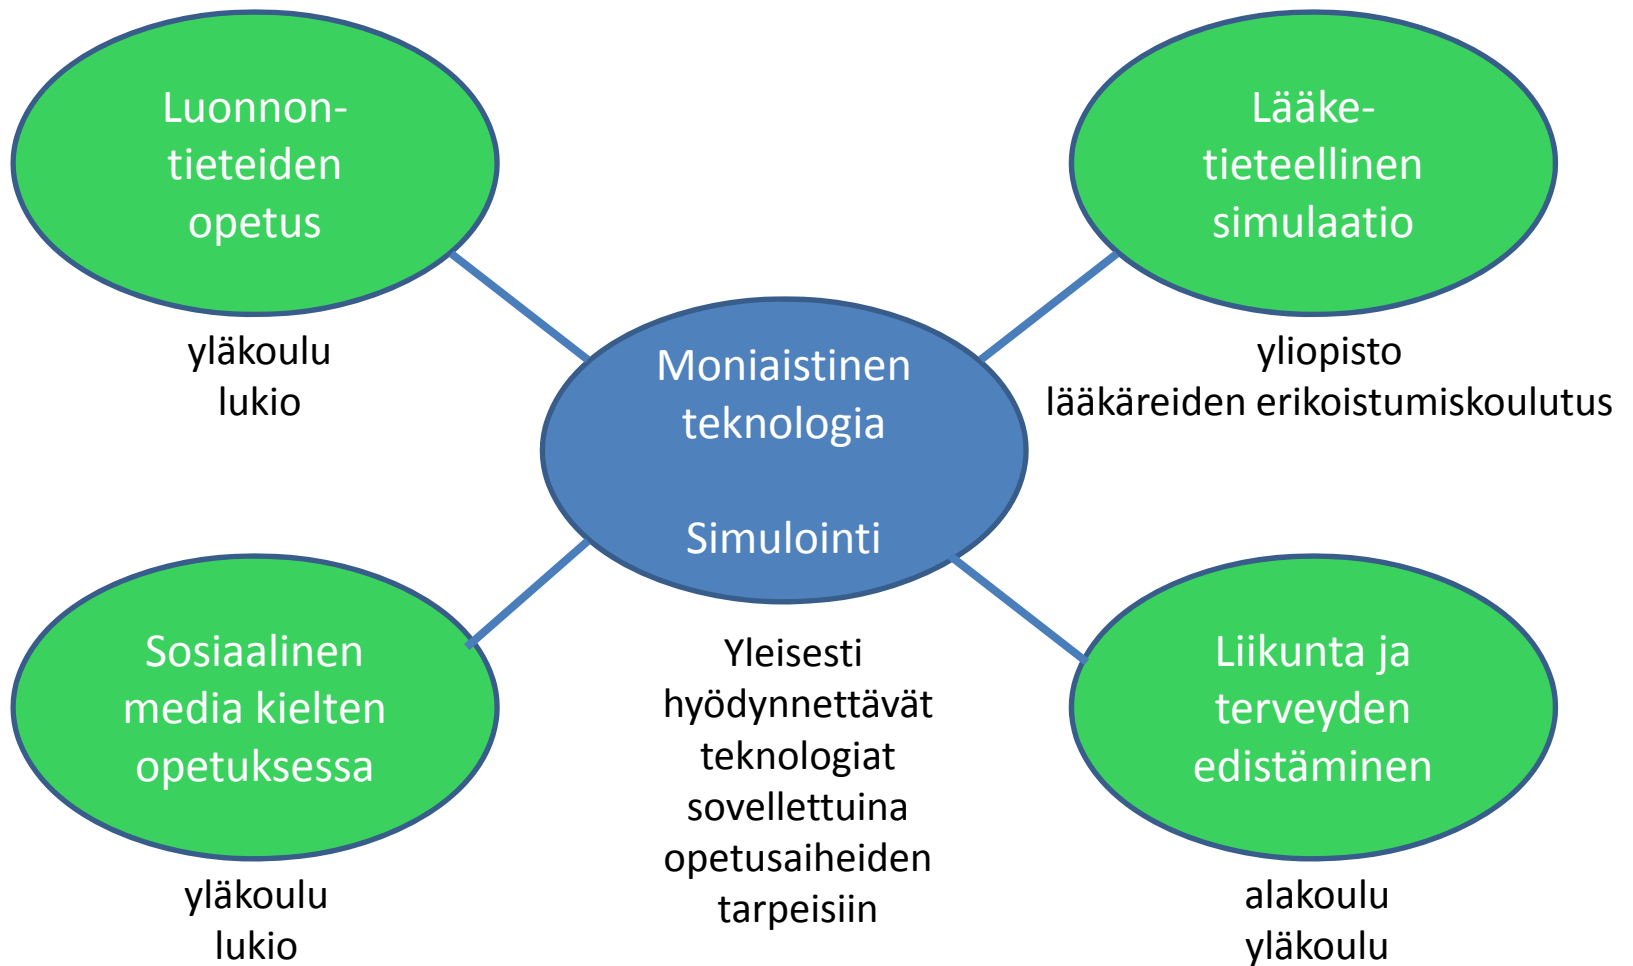 Luonnon-
tieteiden
opetus
yläkoulu
lukio
Lääke-
tieteellinen
simulaatio
yliopisto
lääkäreiden erikoistumiskoulutus
Moniaistinen
teknologia
Simulointi
Yleisesti
hyödynnettävät
teknologiat
sovellettuina
opetusaiheiden
tarpeisiin
Sosiaalinen
media kielten
opetuksessa
yläkoulu
lukio
Liikunta ja
terveyden
edistäminen
alakoulu
yläkoulu